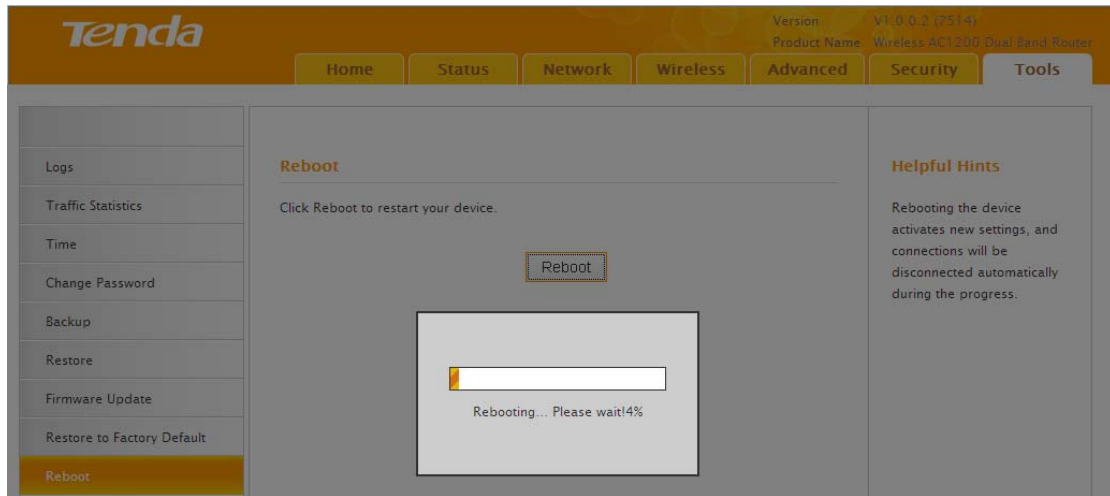 Tenda
Version V1.0.0.2 (7514)
Product Name Wireless AC1200 Dual Band Router
Home Status Network Wireless Advanced Security Tools
Logs
Traffic Statistics
Time
Change Password
Backup
Restore
Firmware Update
Restore to Factory Default
Reboot
Reboot
Click Reboot to restart your device.
Reboot
Rebooting... Please wait!4%
Helpful Hints
Rebooting the device
activates new settings, and
connections will be
disconnected automatically
during the progress.